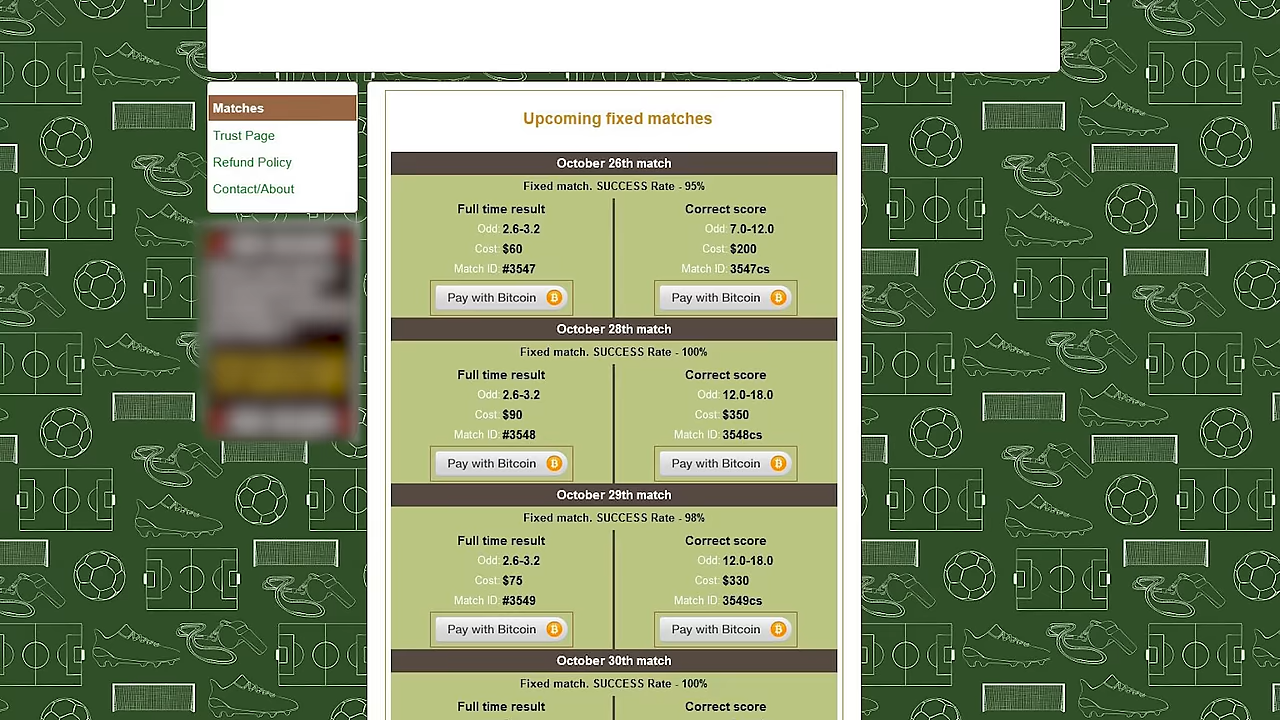 Matches
Trust Page
Refund Policy
Contact/About
Upcoming fixed matches
October 26th match
Fixed match. SUCCESS Rate - 95%
Full time result
Odd: 2.6-3.2
Cost: $60
Match ID: #3547
Pay with Bitcoin
Correct score
Odd: 7.0-12.0
Cost: $200
Match ID: 3547cs
Pay with Bitcoin
October 28th match
Fixed match. SUCCESS Rate - 100%
Full time result
Odd: 2.6-3.2
Cost: $90
Match ID: #3548
Pay with Bitcoin
Correct score
Odd: 12.0-18.0
Cost: $350
Match ID: 3548cs
Pay with Bitcoin
October 29th match
Fixed match. SUCCESS Rate - 98%
Full time result
Odd: 2.6-3.2
Cost: $75
Match ID: #3549
Pay with Bitcoin
Correct score
Odd: 12.0-18.0
Cost: $330
Match ID: 3549cs
Pay with Bitcoin
October 30th match
Fixed match. SUCCESS Rate - 100%
Full time result
Correct score